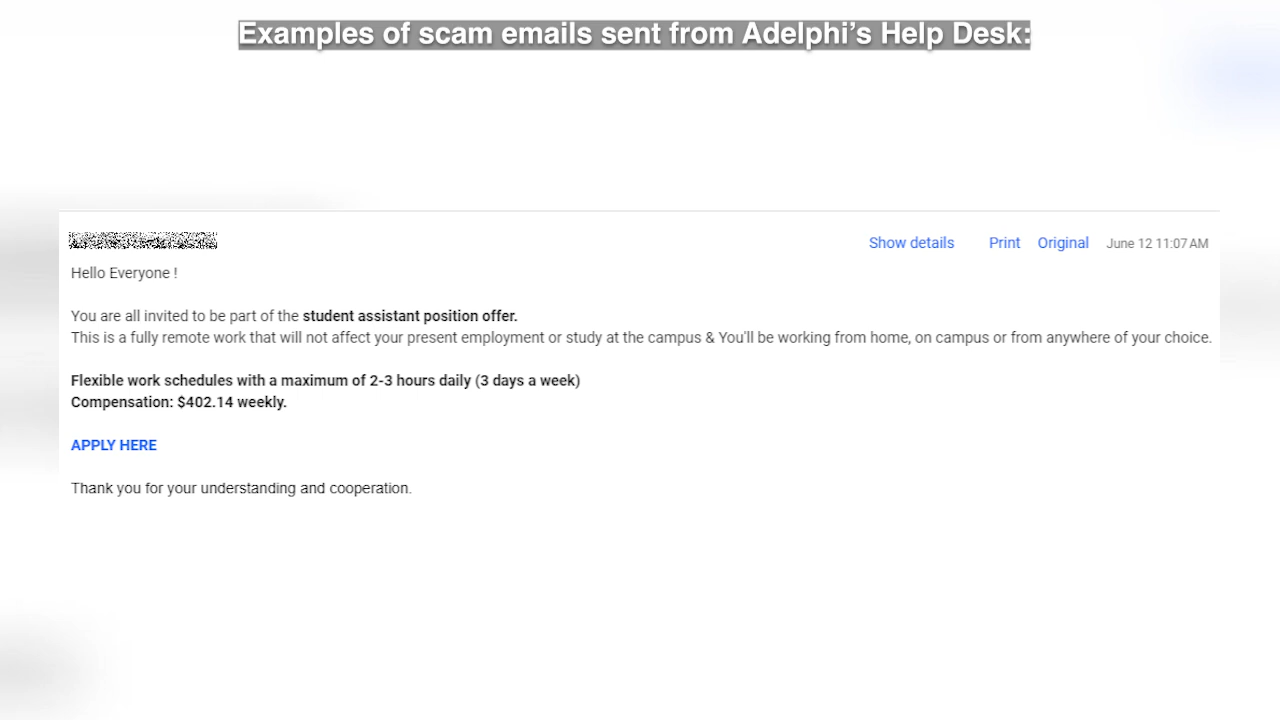 Examples of scam emails sent from Adelphi’s Help Desk:
Show details Print Original June 12 11:07 AM
Hello Everyone !
You are all invited to be part of the student assistant position offer.
This is a fully remote work that will not affect your present employment or study at the campus & You'll be working from home, on campus or from anywhere of your choice.
Flexible work schedules with a maximum of 2-3 hours daily (3 days a week)
Compensation: $402.14 weekly.
APPLY HERE
Thank you for your understanding and cooperation.